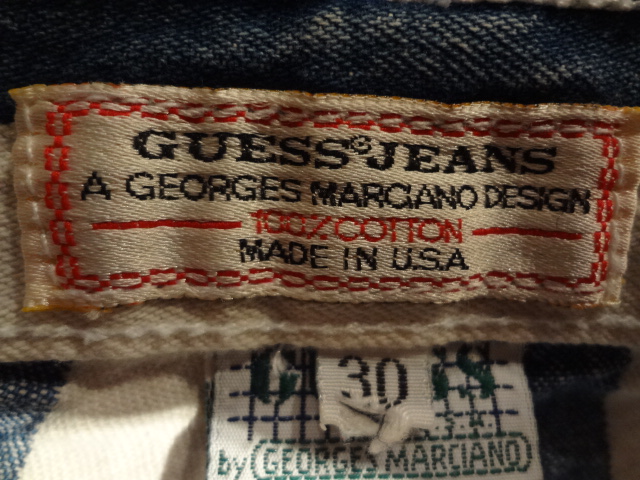 GUESS® JEANS
A GEORGES MARCIANO DESIGN
100% COTTON
MADE IN U.S.A
30
by GEORGES MARCIANO